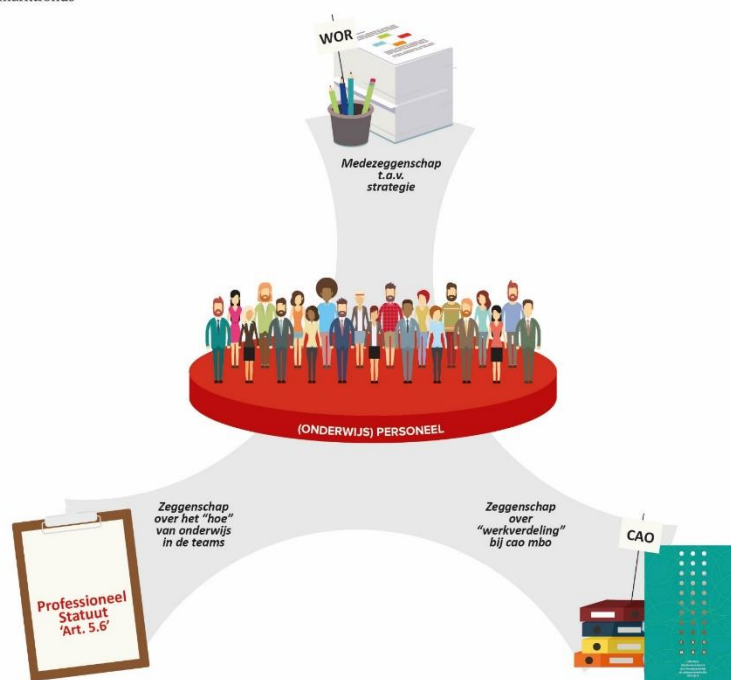 WOR
Medezeggenschap
t.a.v.
strategie
(ONDERWIJS) PERSONEEL
Zeggenschap
over het "hoe"
van onderwijs
in de teams
Zeggenschap
over
"werkverdeling"
bij cao mbo
CAO
Professioneel
Statuut
'Art. 5.6'